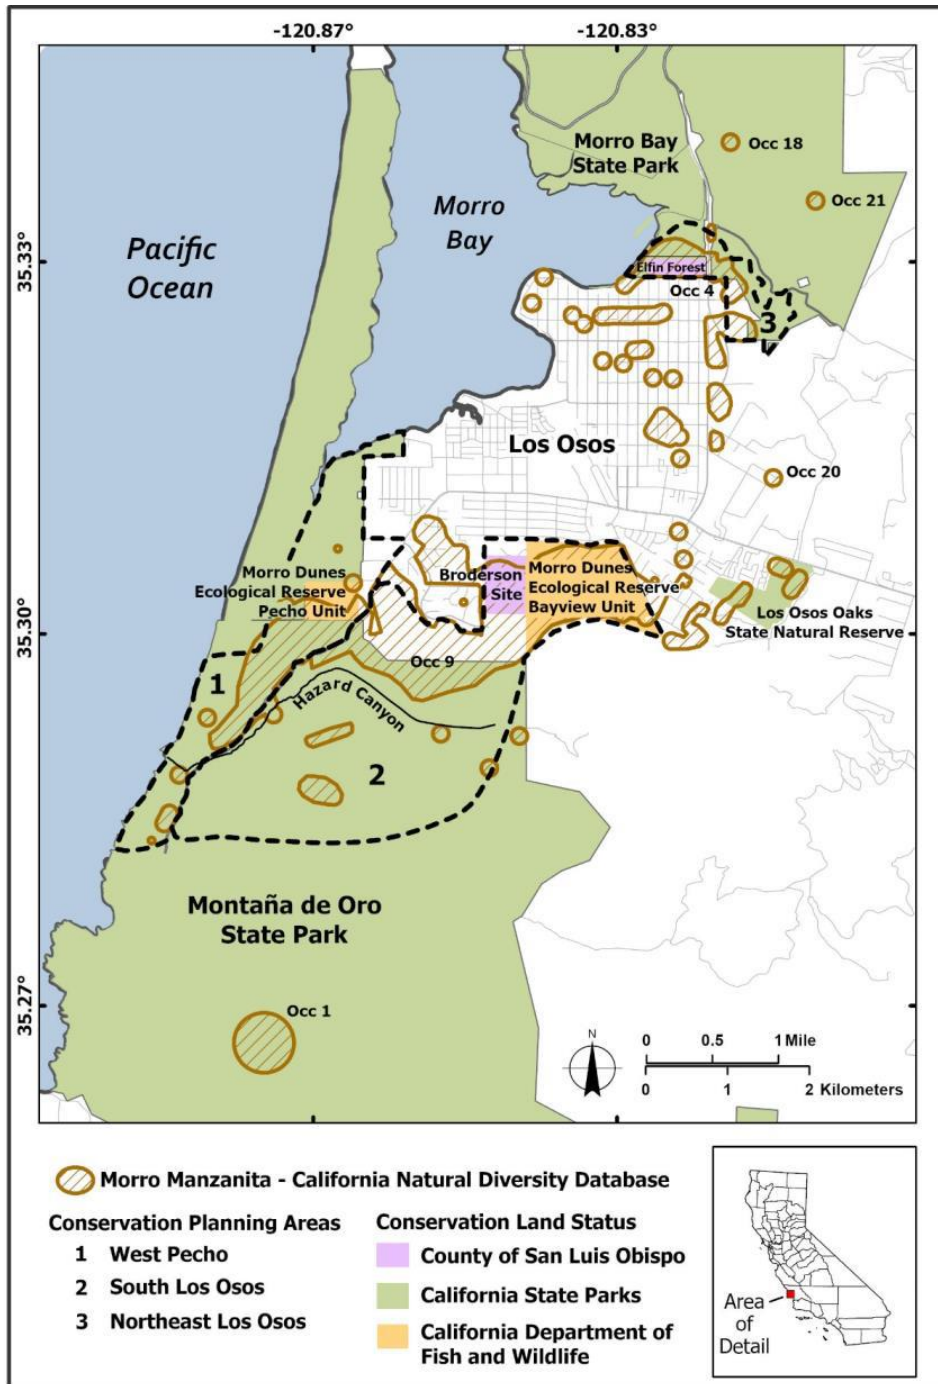 -120.87°
-120.83°
Morro Bay
State Park
Occ 18
Occ 21
Morro
Bay
Pacific
Ocean
35.33°
Elfin Forest
Occ 4
3
Los Osos
Occ 20
Morro Dunes
Ecological Reserve
Pecho Unit
Broderson
Site
Morro Dunes
Ecological Reserve
Bayview Unit
Los Osos Oaks
State Natural Reserve
35.30°
Occ 9
1
Hazard Canyon
2
Montaña de Oro
State Park
35.27°
Occ 1
N
0 0.5 1 Mile
0 1 2 Kilometers
Morro Manzanita - California Natural Diversity Database
Conservation Planning Areas
1 West Pecho
2 South Los Osos
3 Northeast Los Osos
Conservation Land Status
County of San Luis Obispo
California State Parks
California Department of
Fish and Wildlife
Area
of
Detail